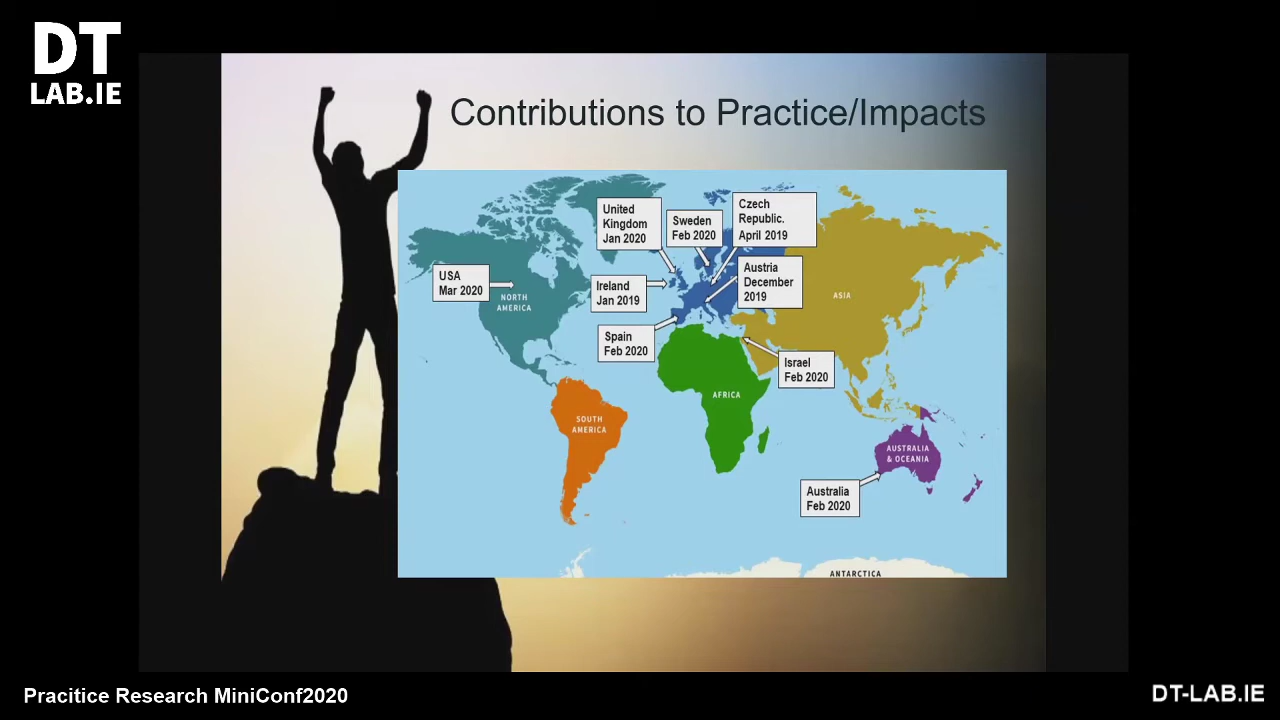 DT
LAB.IE
Contributions to Practice/Impacts
United
Kingdom
Jan 2020
Sweden
Feb 2020
Czech
Republic.
April 2019
USA
Mar 2020
Ireland
Jan 2019
Austria
December
2019
Spain
Feb 2020
Israel
Feb 2020
Australia
Feb 2020
NORTH
AMERICA
ASIA
AFRICA
SOUTH
AMERICA
AUSTRALIA
& OCEANIA
ANTARCTICA
Pracitice Research MiniConf2020
DT-LAB.IE